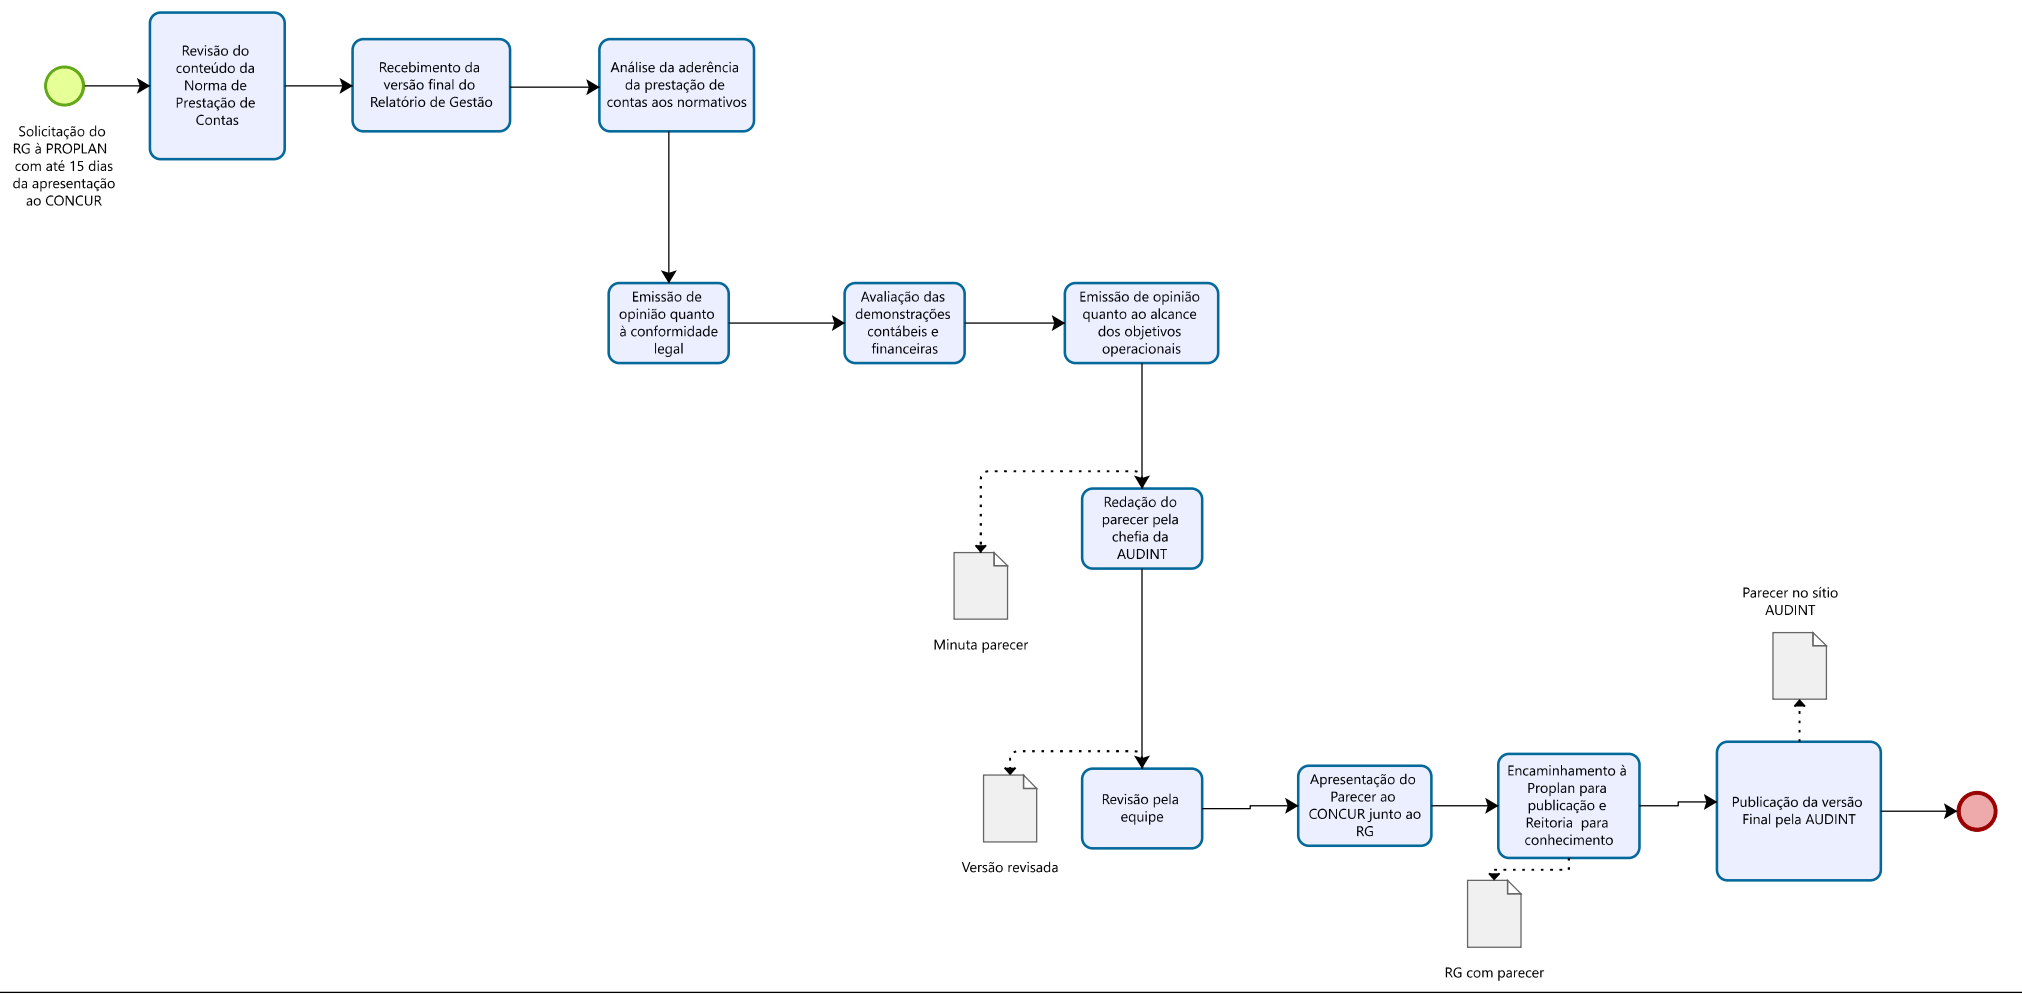 Solicitação do
RG à PROPLAN
com até 15 dias
da apresentação
ao CONCUR
Revisão do
conteúdo da
Norma de
Prestação de
Contas
Recebimento da
versão final do
Relatório de Gestão
Análise da aderência
da prestação de
contas aos normativos
Emissão de
opinião quanto
à conformidade
legal
Avaliação das
demonstrações
contábeis e
financeiras
Emissão de opinião
quanto ao alcance
dos objetivos
operacionais
Redação do
parecer pela
chefia da
AUDINT
Minuta parecer
Revisão pela
equipe
Versão revisada
Apresentação do
Parecer ao
CONCUR junto ao
RG
Encaminhamento à
Proplan para
publicação e
Reitoria  para
conhecimento
RG com parecer
Publicação da versão
Final pela AUDINT
Parecer no sítio
AUDINT